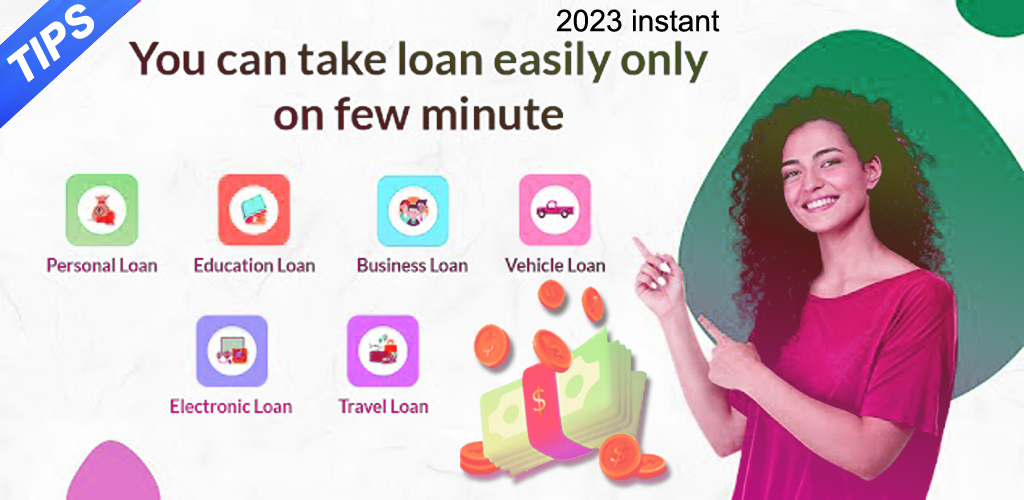 TIPS
2023 instant
You can take loan easily only
on few minute
Personal Loan
Education Loan
Business Loan
Vehicle Loan
Electronic Loan
Travel Loan
$